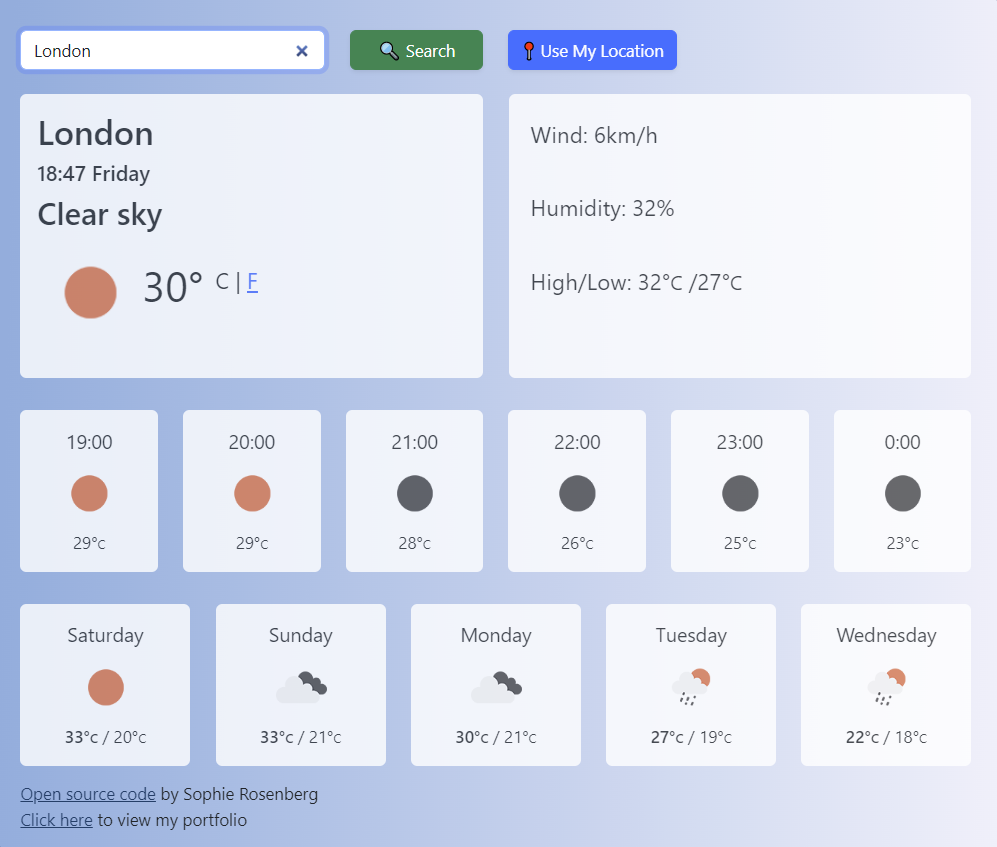 London
Search
Use My Location
London
18:47 Friday
Clear sky
30° C | F
Wind: 6km/h
Humidity: 32%
High/Low: 32°C /27°C
19:00 20:00 21:00 22:00 23:00 0:00
29°c 29°c 28°c 26°c 25°c 23°c
Saturday Sunday Monday Tuesday Wednesday
33°c / 20°c 33°c / 21°c 30°c / 21°c 27°c / 19°c 22°c / 18°c
Open source code by Sophie Rosenberg
Click here to view my portfolio